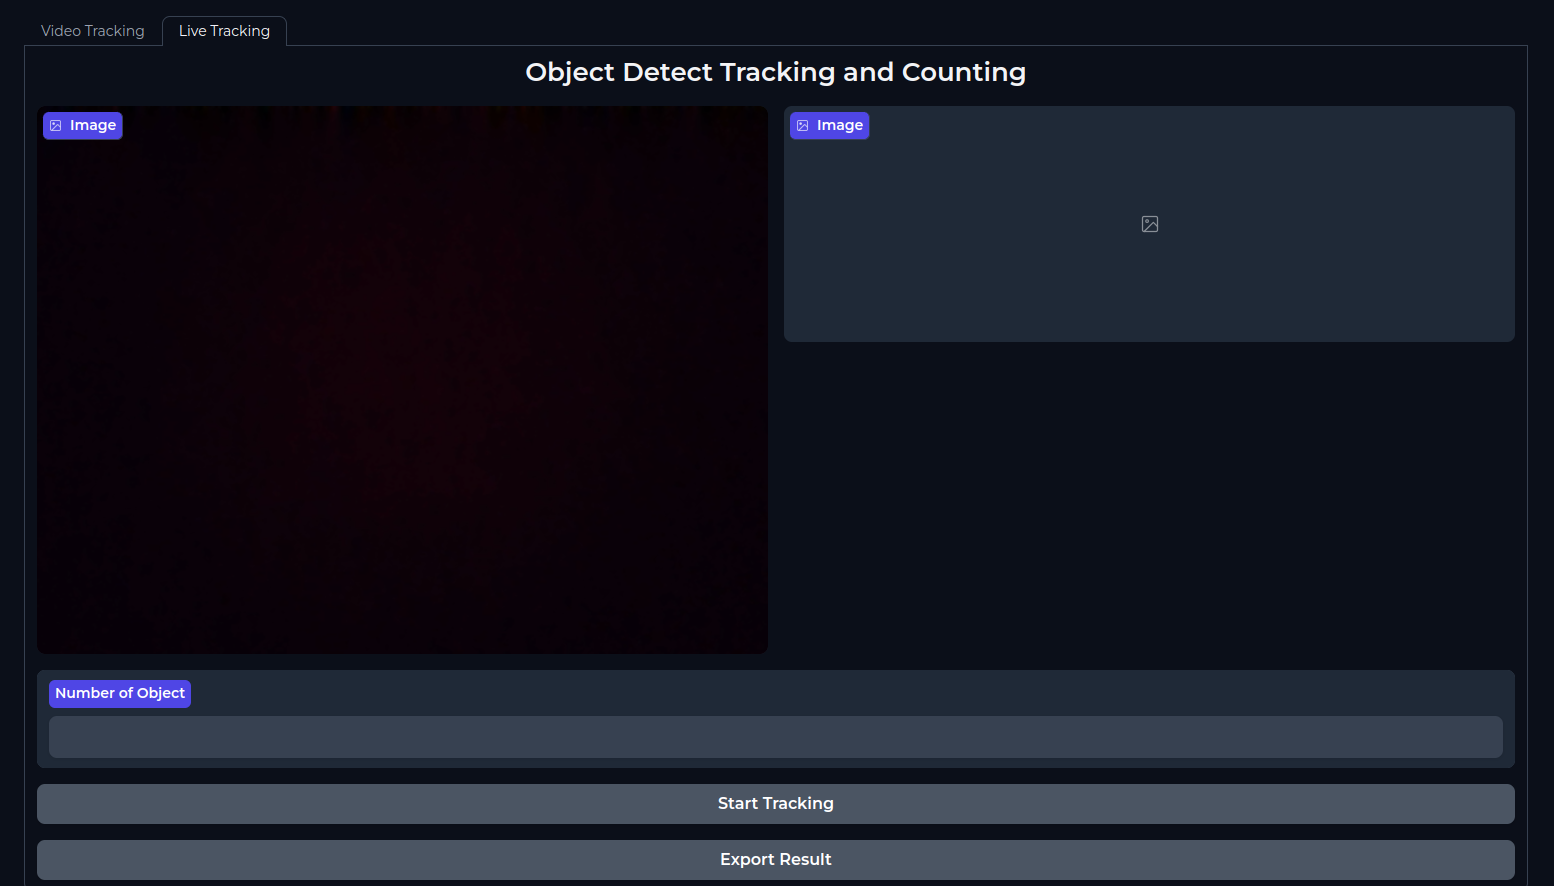 Video Tracking
Live Tracking
Object Detect Tracking and Counting
Image
Image
Number of Object
Start Tracking
Export Result